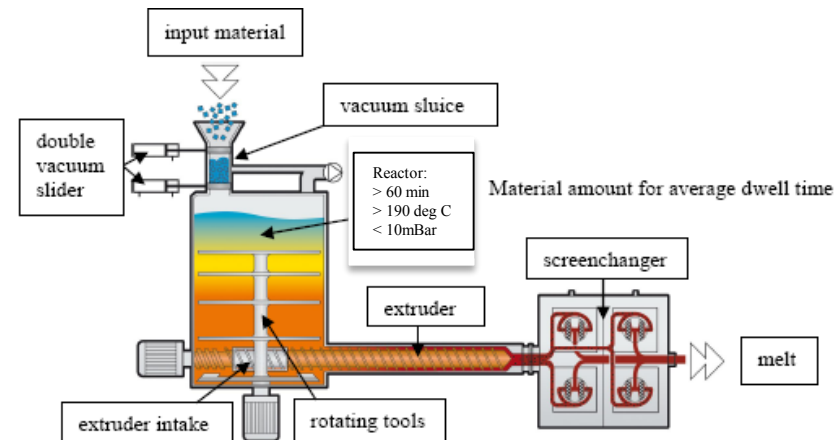 input material
vacuum sluice
double
vacuum
slider
Reactor:
> 60 min
> 190 deg C
< 10mBar
Material amount for average dwell time
screenchanger
extruder
melt
extruder intake
rotating tools